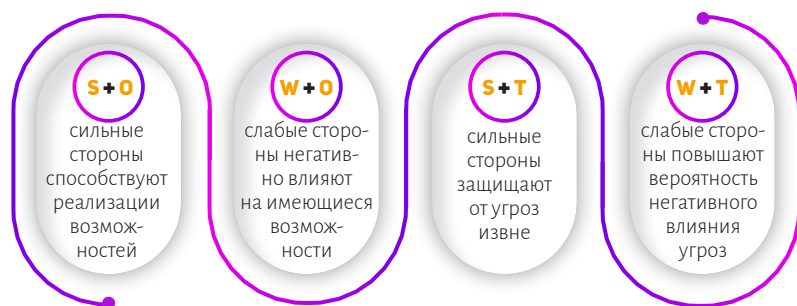 S+O
сильные
стороны
способствуют
реализации
возмож-
ностей
W+O
слабые сторо-
ны негатив-
но влияют
на имеющиеся
возмож-
ности
S+T
сильные
стороны
защищают
от угроз
извне
W+T
слабые сторо-
ны повышают
вероятность
негативного
влияния
угроз